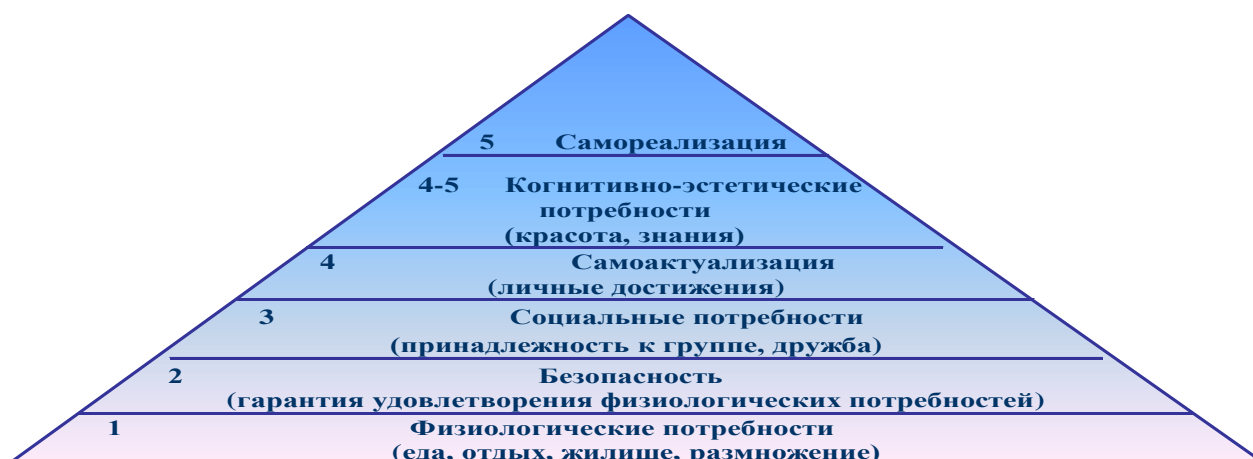 5 Самореализация
4-5 Когнитивно-эстетические
потребности
(красота, знания)
4 Самоактуализация
(личные достижения)
3 Социальные потребности
(принадлежность к группе, дружба)
2 Безопасность
(гарантия удовлетворения физиологических потребностей)
1 Физиологические потребности
(еда, отдых, жилище, размножение)